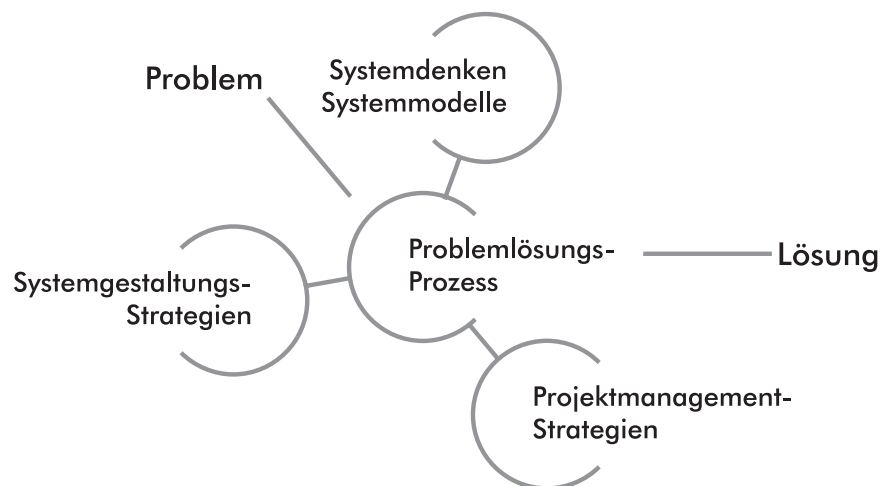 Problem
Systemdenken
Systemmodelle
Problemlösungs-
Prozess
Lösung
Systemgestaltungs-
Strategien
Projektmanagement-
Strategien